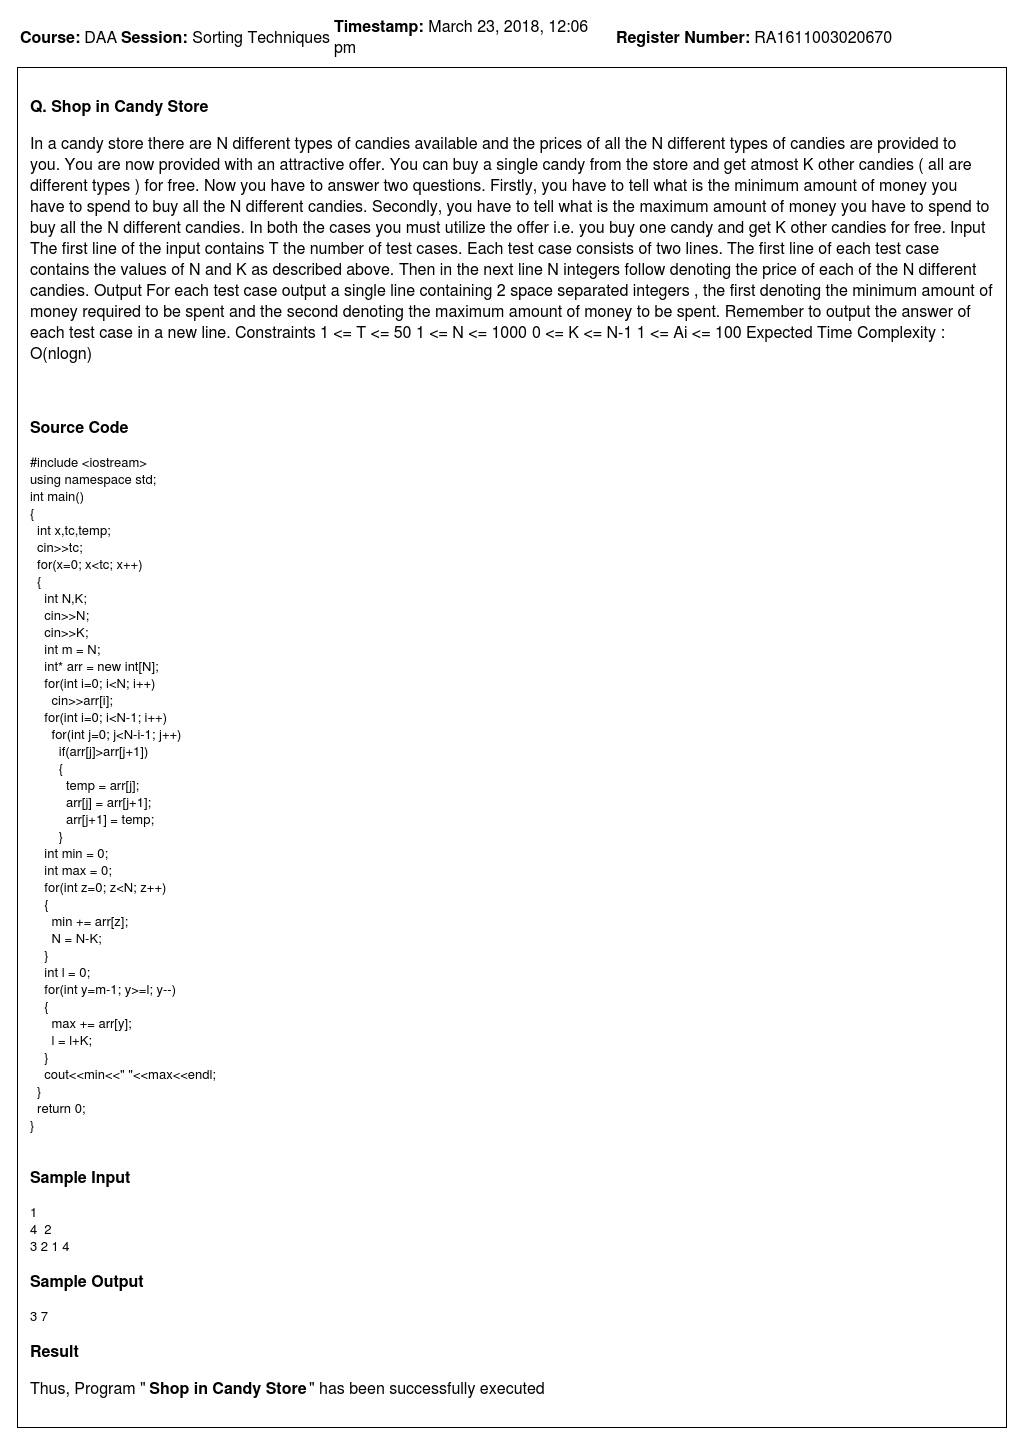 Course: DAA Session: Sorting Techniques Timestamp: March 23, 2018, 12:06 pm Register Number: RA1611003020670
Q. Shop in Candy Store
In a candy store there are N different types of candies available and the prices of all the N different types of candies are provided to
you. You are now provided with an attractive offer. You can buy a single candy from the store and get atmost K other candies ( all are
different types ) for free. Now you have to answer two questions. Firstly, you have to tell what is the minimum amount of money you
have to spend to buy all the N different candies. Secondly, you have to tell what is the maximum amount of money you have to spend to
buy all the N different candies. In both the cases you must utilize the offer i.e. you buy one candy and get K other candies for free. Input
The first line of the input contains T the number of test cases. Each test case consists of two lines. The first line of each test case
contains the values of N and K as described above. Then in the next line N integers follow denoting the price of each of the N different
candies. Output For each test case output a single line containing 2 space separated integers , the first denoting the minimum amount of
money required to be spent and the second denoting the maximum amount of money to be spent. Remember to output the answer of
each test case in a new line. Constraints 1 <= T <= 50 1 <= N <= 1000 0 <= K <= N-1 1 <= Ai <= 100 Expected Time Complexity :
O(nlogn)
Source Code
#include <iostream>
using namespace std;
int main()
{
  int x,tc,temp;
  cin>>tc;
  for(x=0; x<tc; x++)
  {
    int N,K;
    cin>>N;
    cin>>K;
    int m = N;
    int* arr = new int[N];
    for(int i=0; i<N; i++)
      cin>>arr[i];
    for(int i=0; i<N-1; i++)
      for(int j=0; j<N-i-1; j++)
        if(arr[j]>arr[j+1])
        {
          temp = arr[j];
          arr[j] = arr[j+1];
          arr[j+1] = temp;
        }
    int min = 0;
    int max = 0;
    for(int z=0; z<N; z++)
    {
      min += arr[z];
      N = N-K;
    }
    int l = 0;
    for(int y=m-1; y>=l; y--)
    {
      max += arr[y];
      l = l+K;
    }
    cout<<min<<" "<<max<<endl;
  }
  return 0;
}
Sample Input
1
4  2
3 2 1 4
Sample Output
3 7
Result
Thus, Program " Shop in Candy Store " has been successfully executed